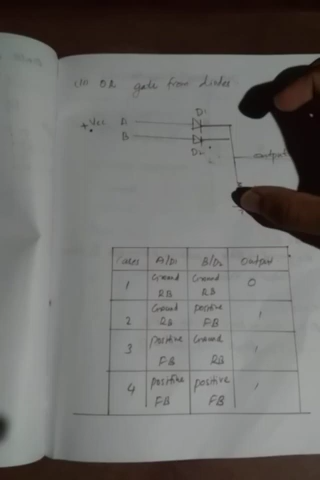 (ii) OR gate from diodes
D1
+Vcc A
B
D2
output
Cases A/D1 B/D2 Output
1 Ground RB Ground RB 0
2 Ground RB positive FB 1
3 positive FB Ground RB 1
4 positive FB positive FB 1